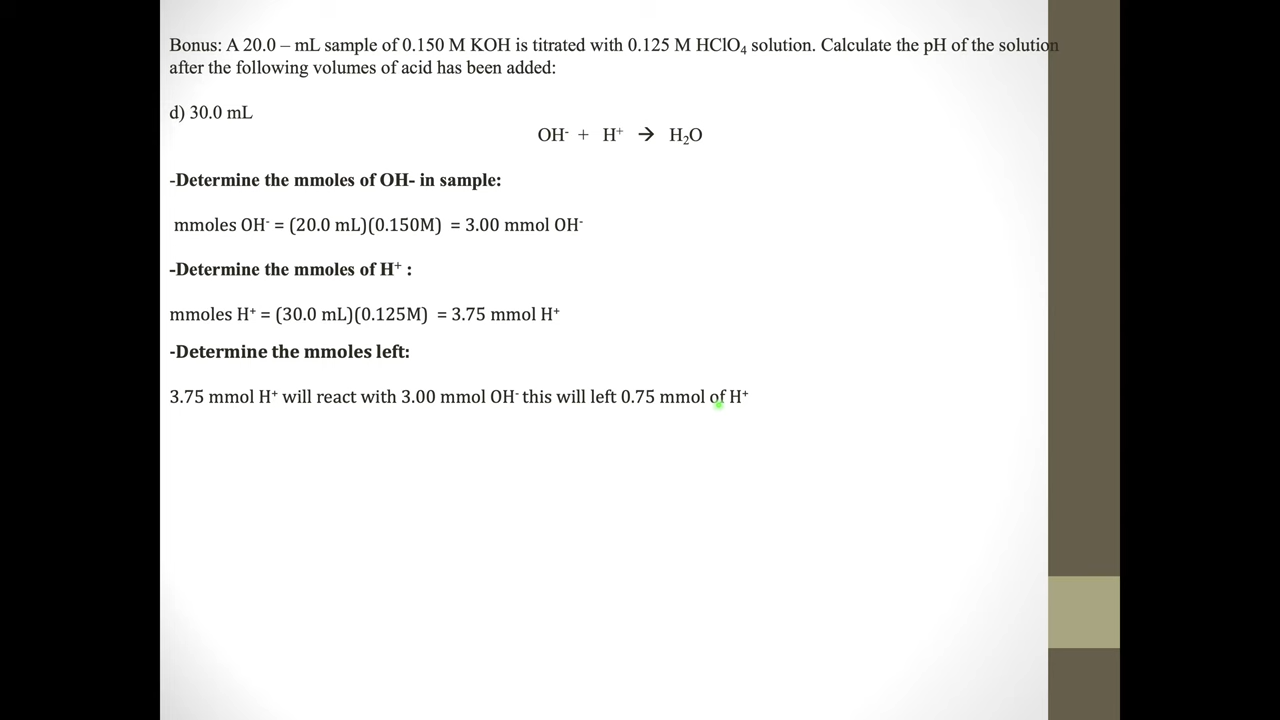 Bonus: A 20.0 – mL sample of 0.150 M KOH is titrated with 0.125 M HClO₄ solution. Calculate the pH of the solution
after the following volumes of acid has been added:
d) 30.0 mL
OH⁻ + H⁺ → H₂O
-Determine the mmoles of OH- in sample:
mmoles OH⁻ = (20.0 mL)(0.150M) = 3.00 mmol OH⁻
-Determine the mmoles of H⁺ :
mmoles H⁺ = (30.0 mL)(0.125M) = 3.75 mmol H⁺
-Determine the mmoles left:
3.75 mmol H⁺ will react with 3.00 mmol OH⁻ this will left 0.75 mmol of H⁺